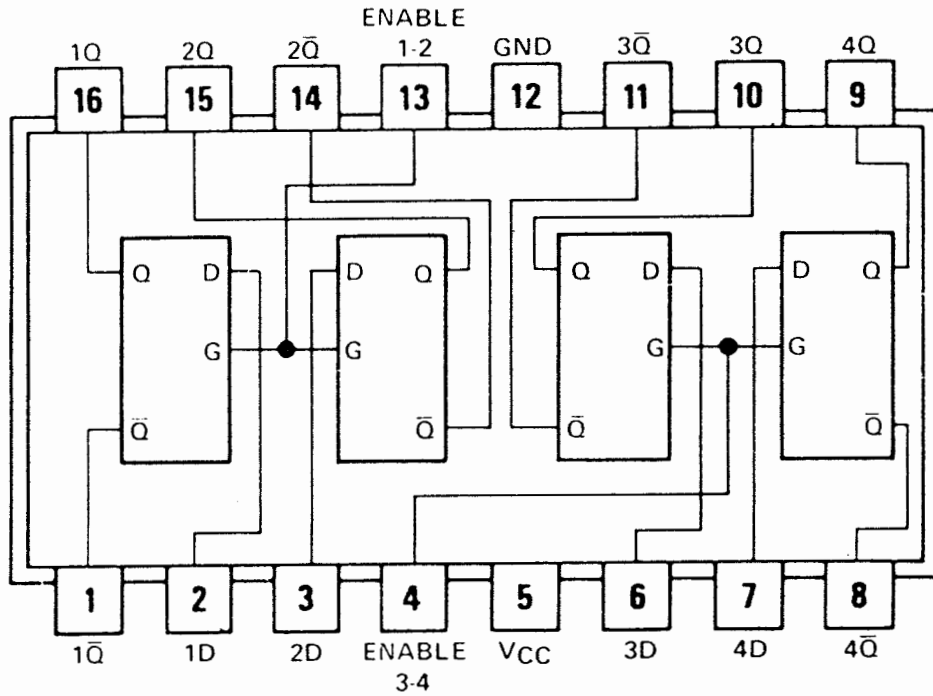 ENABLE
1Q 2Q 2Q̅ 1-2 GND 3Q̅ 3Q 4Q
16 15 14 13 12 11 10 9
Q D D Q Q D D Q
G G G G
Q̅ Q̅ Q̅ Q̅
1 2 3 4 5 6 7 8
1Q̅ 1D 2D ENABLE VCC 3D 4D 4Q̅
3-4